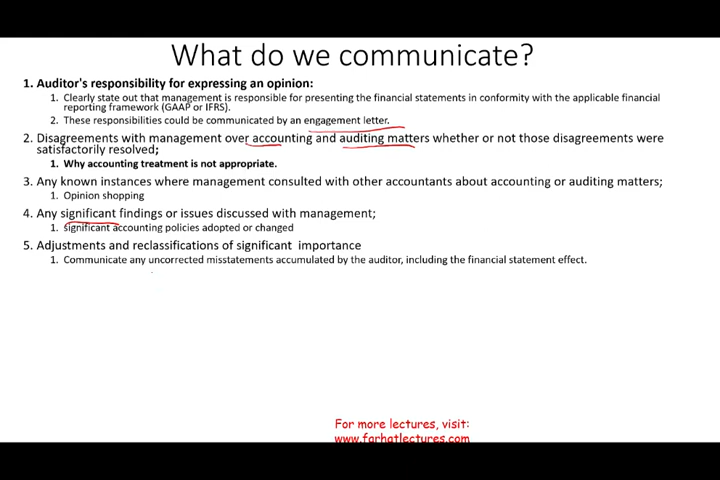 What do we communicate?
1. Auditor's responsibility for expressing an opinion:
1. Clearly state out that management is responsible for presenting the financial statements in conformity with the applicable financial
reporting framework (GAAP or IFRS).
2. These responsibilities could be communicated by an engagement letter.
2. Disagreements with management over accounting and auditing matters whether or not those disagreements were
satisfactorily resolved;
1. Why accounting treatment is not appropriate.
3. Any known instances where management consulted with other accountants about accounting or auditing matters;
1. Opinion shopping
4. Any significant findings or issues discussed with management;
1. significant accounting policies adopted or changed
5. Adjustments and reclassifications of significant importance
1. Communicate any uncorrected misstatements accumulated by the auditor, including the financial statement effect.
For more lectures, visit:
www.farhatlectures.com